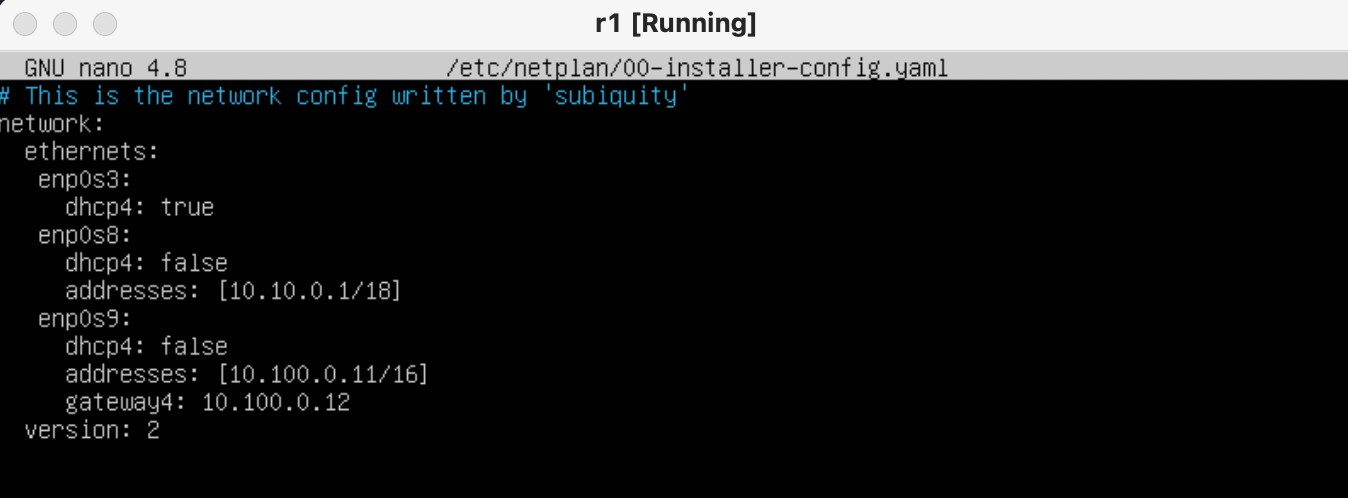 r1 [Running]
GNU nano 4.8 /etc/netplan/00-installer-config.yaml
# This is the network config written by 'subiquity'
network:
  ethernets:
   enp0s3:
     dhcp4: true
   enp0s8:
     dhcp4: false
     addresses: [10.10.0.1/18]
   enp0s9:
     dhcp4: false
     addresses: [10.100.0.11/16]
     gateway4: 10.100.0.12
  version: 2